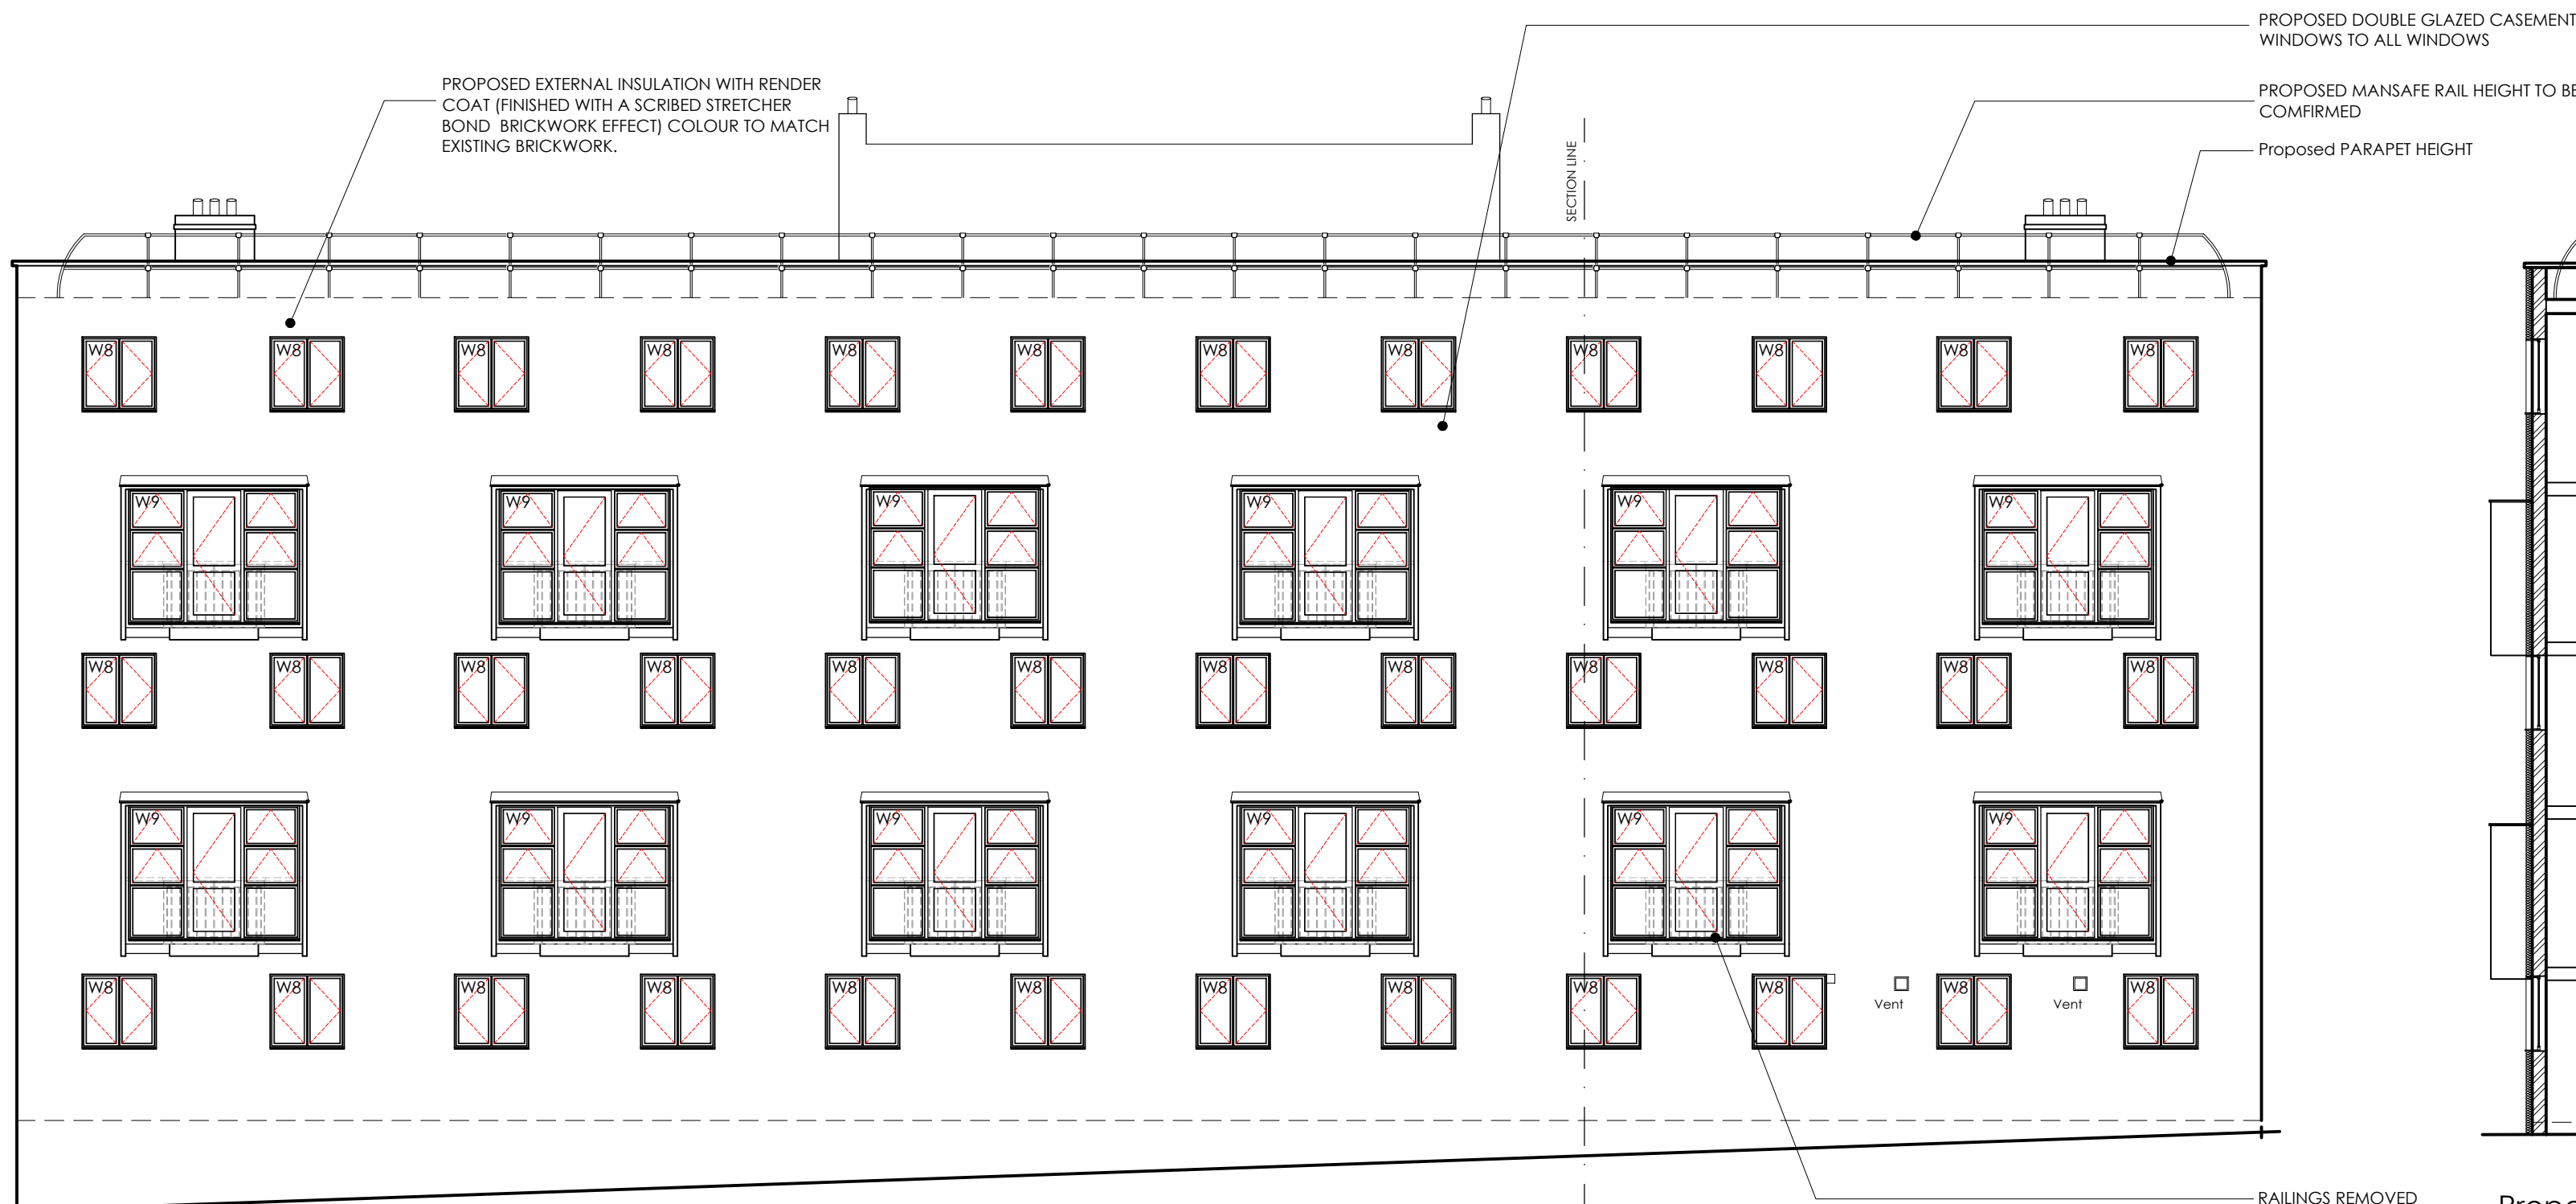 PROPOSED DOUBLE GLAZED CASEMENT
WINDOWS TO ALL WINDOWS
PROPOSED EXTERNAL INSULATION WITH RENDER
COAT (FINISHED WITH A SCRIBED STRETCHER
BOND BRICKWORK EFFECT) COLOUR TO MATCH
EXISTING BRICKWORK.
PROPOSED MANSAFE RAIL HEIGHT TO BE
COMFIRMED
Proposed PARAPET HEIGHT
SECTION LINE
W8 W8 W8 W8 W8 W8 W8 W8 W8 W8 W8 W8
W9 W9 W9 W9 W9 W9
W8 W8 W8 W8 W8 W8 W8 W8 W8 W8 W8 W8
W9 W9 W9 W9 W9 W9
W8 W8 W8 W8 W8 W8 W8 W8 W8 W8 W8 W8
Vent Vent
RAILINGS REMOVED